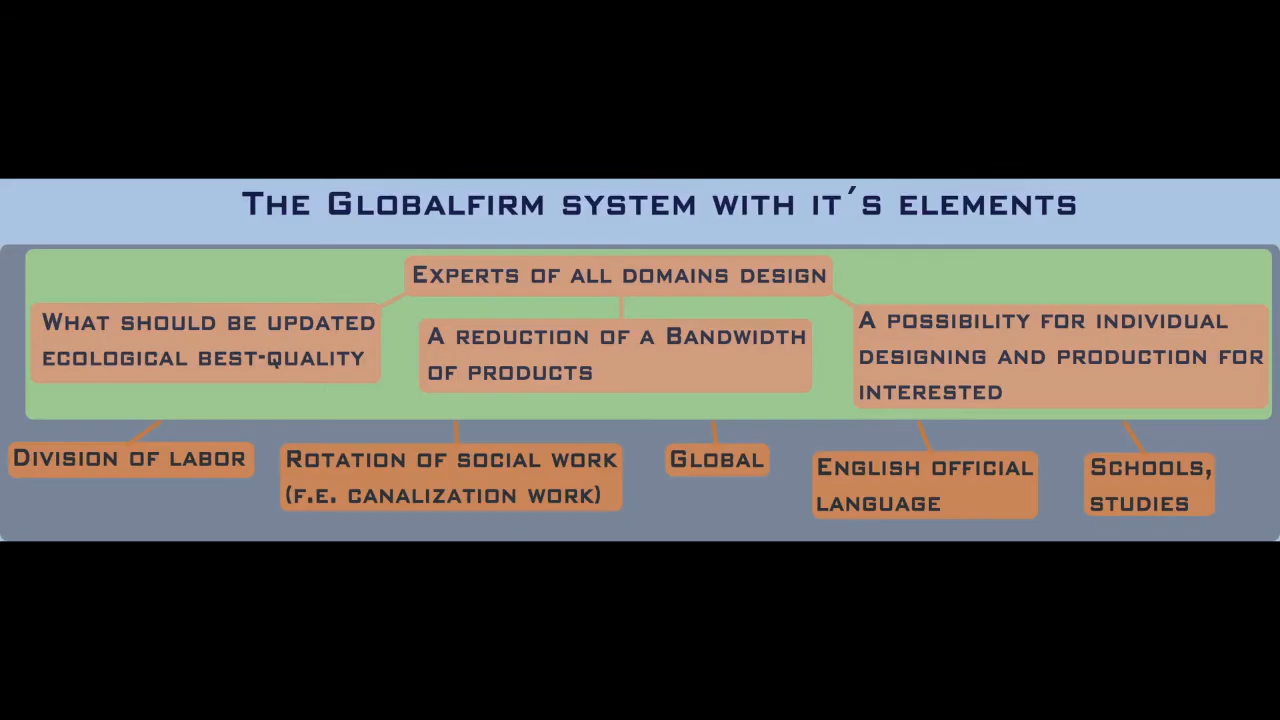 The Globalfirm system with it´s elements
Experts of all domains design
What should be updated
ecological best-quality
A reduction of a Bandwidth
of products
A possibility for individual
designing and production for
interested
Division of labor
Rotation of social work
(f.e. canalization work)
Global
English official
language
Schools,
studies